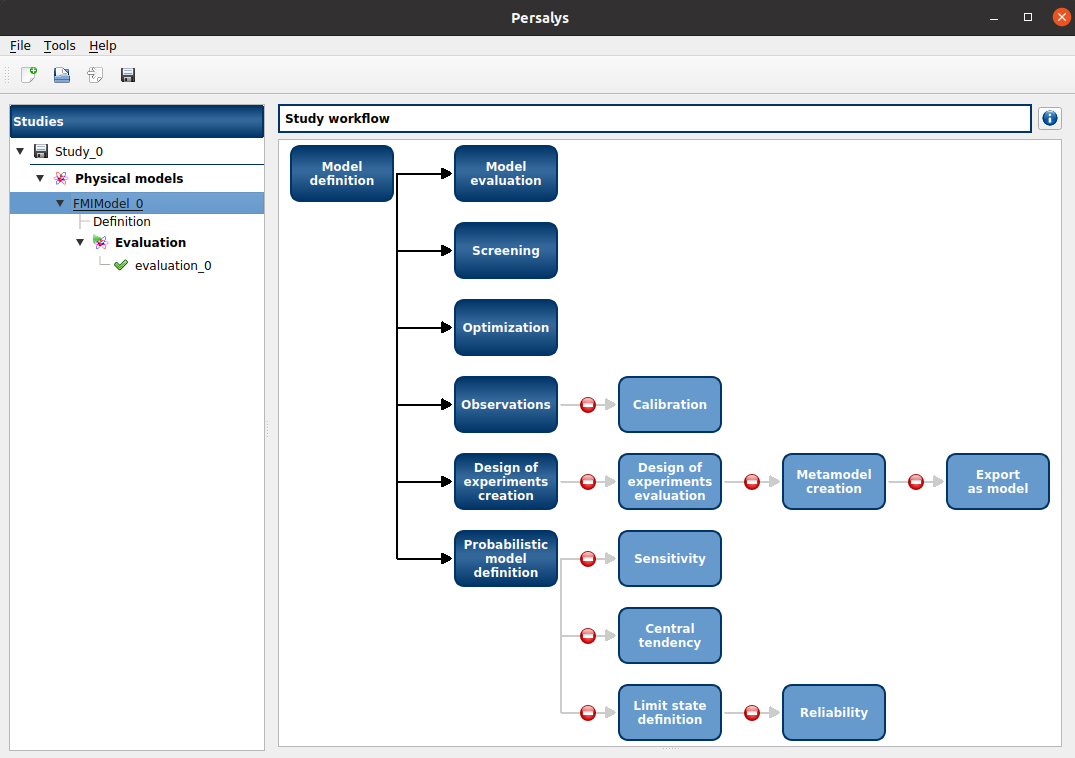 Persalys
File Tools Help
Studies
Study workflow
Study_0
Physical models
FMIModel_0
Definition
Evaluation
evaluation_0
Model
definition
Model
evaluation
Screening
Optimization
Observations
Calibration
Design of
experiments
creation
Design of
experiments
evaluation
Metamodel
creation
Export
as model
Probabilistic
model
definition
Sensitivity
Central
tendency
Limit state
definition
Reliability